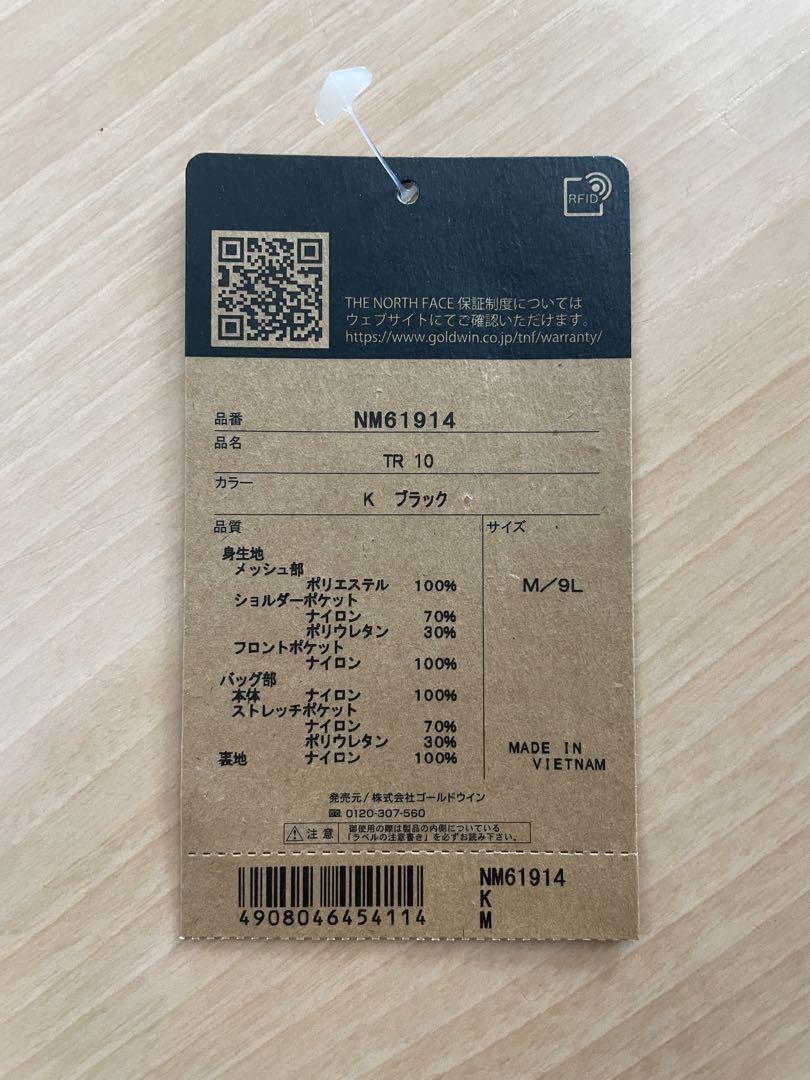 RFID
THE NORTH FACE 保証制度については
ウェブサイトにてご確認いただけます。
https://www.goldwin.co.jp/tnf/warranty/
品番 NM61914
品名
TR 10
カラー
K ブラック
品質 サイズ
身生地
メッシュ部
ポリエステル 100% M/9L
ショルダーポケット
ナイロン 70%
ポリウレタン 30%
フロントポケット
ナイロン 100%
バッグ部
本体 ナイロン 100%
ストレッチポケット
ナイロン 70%
ポリウレタン 30%
裏地 ナイロン 100%
MADE IN
VIETNAM
発売元/株式会社ゴールドウイン
0120-307-560
注意 御使用の際は製品の内側についている
「ラベルの注意書き」を必ずお読み下さい。
4908046454114
NM61914
K
M